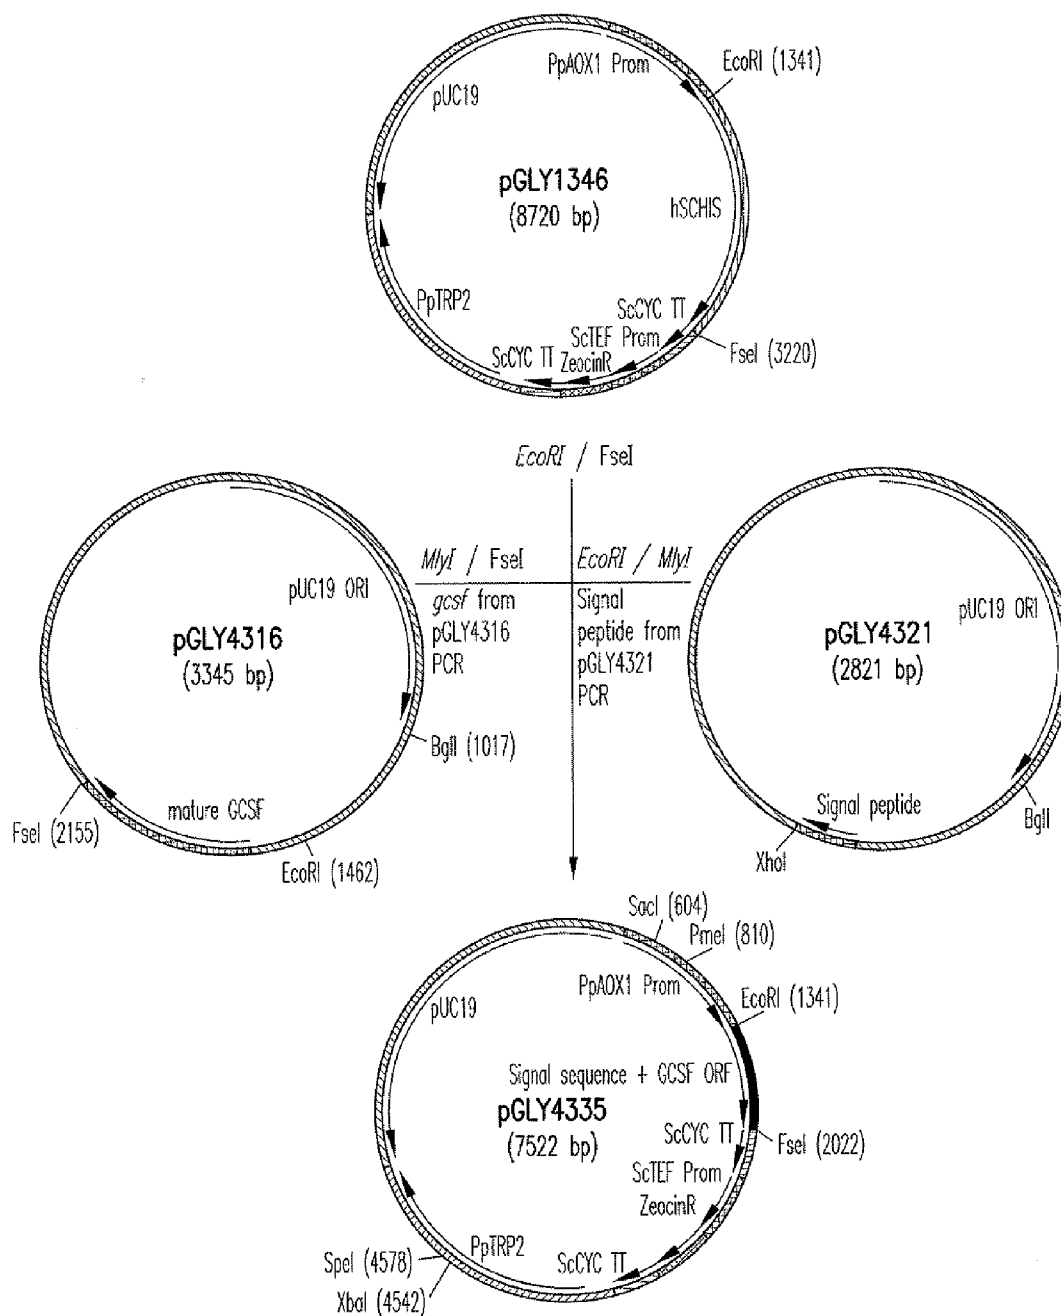 PpAOX1 Prom
EcoRI (1341)
pUC19
pGLY1346
(8720 bp)
hSCHIS
PpTRP2
ScCYC TT
ScTEF Prom
FseI (3220)
ScCYC TT
ZeocinR
EcoRI / FseI
MlyI / FseI
EcoRI / MlyI
gcsf from
pGLY4316
PCR
Signal
peptide from
pGLY4321
PCR
pUC19 ORI
pGLY4316
(3345 bp)
BglI (1017)
mature GCSF
FseI (2155)
EcoRI (1462)
pUC19 ORI
pGLY4321
(2821 bp)
Signal peptide
BglI
XhoI
SacI (604)
PmeI (810)
PpAOX1 Prom
EcoRI (1341)
pUC19
Signal sequence + GCSF ORF
pGLY4335
(7522 bp)
ScCYC TT
FseI (2022)
ScTEF Prom
ZeocinR
PpTRP2
ScCYC TT
SpeI (4578)
XbaI (4542)